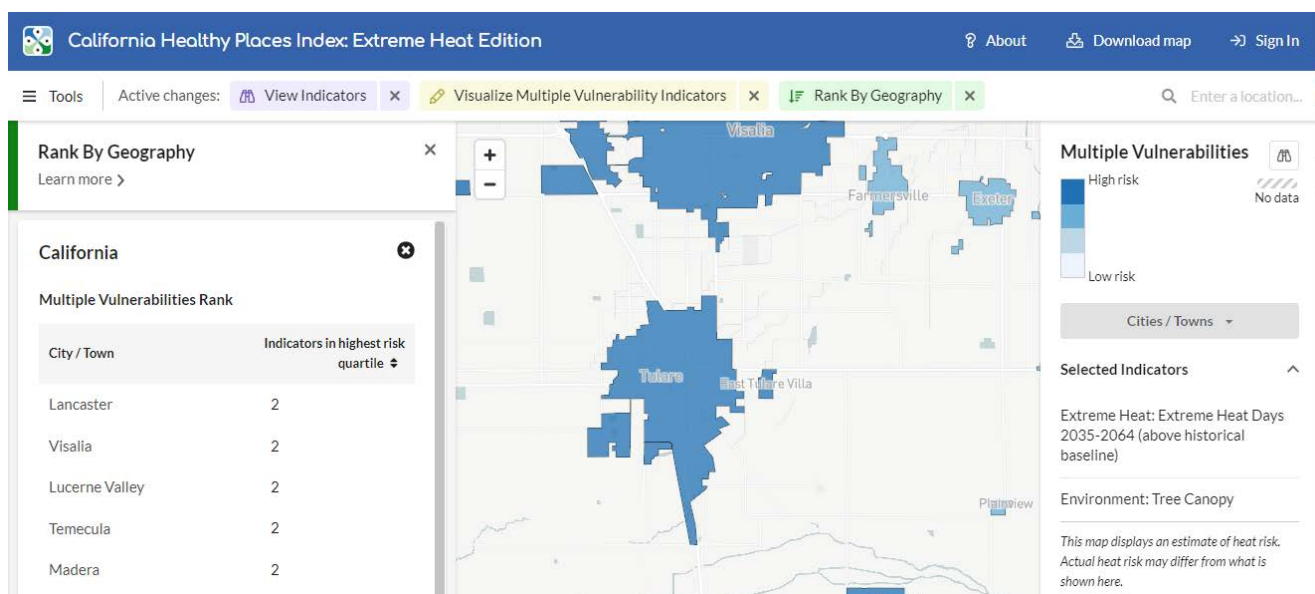 California Healthy Places Index: Extreme Heat Edition
? About
Download map
Sign In
Tools
Active changes:
View Indicators ×
Visualize Multiple Vulnerability Indicators ×
Rank By Geography ×
Enter a location...
Rank By Geography ×
Learn more >
California
Multiple Vulnerabilities Rank
City / Town
Indicators in highest risk
quartile
Lancaster 2
Visalia 2
Lucerne Valley 2
Temecula 2
Madera 2
+
−
Visalia
Farmersville
Exeter
Tulare
East Tulare Villa
Plainview
Multiple Vulnerabilities
High risk
No data
Low risk
Cities / Towns
Selected Indicators
Extreme Heat: Extreme Heat Days
2035-2064 (above historical
baseline)
Environment: Tree Canopy
This map displays an estimate of heat risk.
Actual heat risk may differ from what is
shown here.